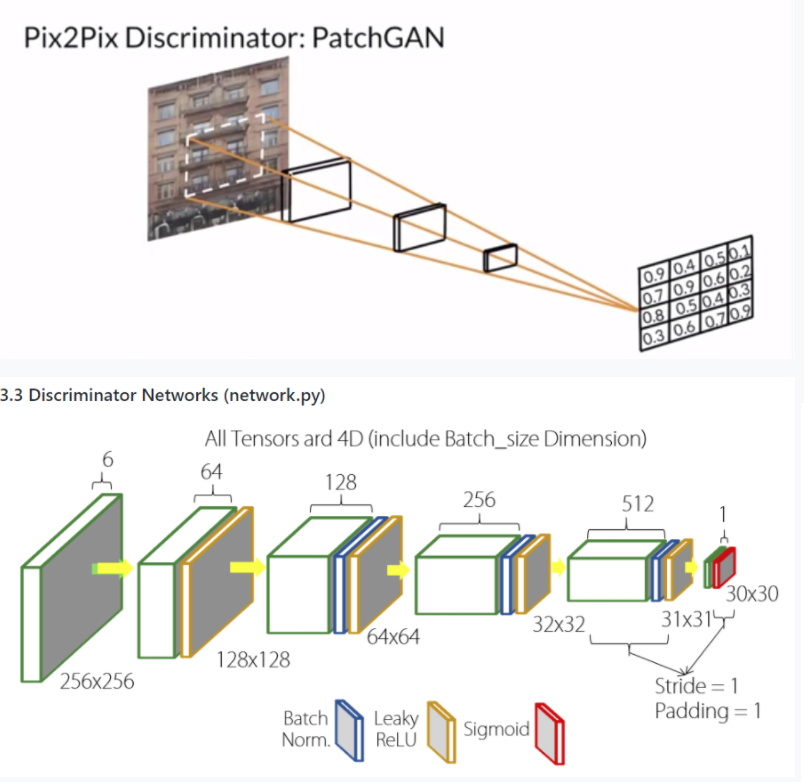 Pix2Pix Discriminator: PatchGAN
0.9 0.4 0.5 0.1
0.7 0.9 0.6 0.2
0.8 0.5 0.4 0.3
0.3 0.6 0.7 0.9
3.3 Discriminator Networks (network.py)
All Tensors ard 4D (include Batch_size Dimension)
6
64
128
256
512
1
256x256
128x128
64x64
32x32
31x31
30x30
Stride = 1
Padding = 1
Batch
Norm.
Leaky
ReLU
Sigmoid